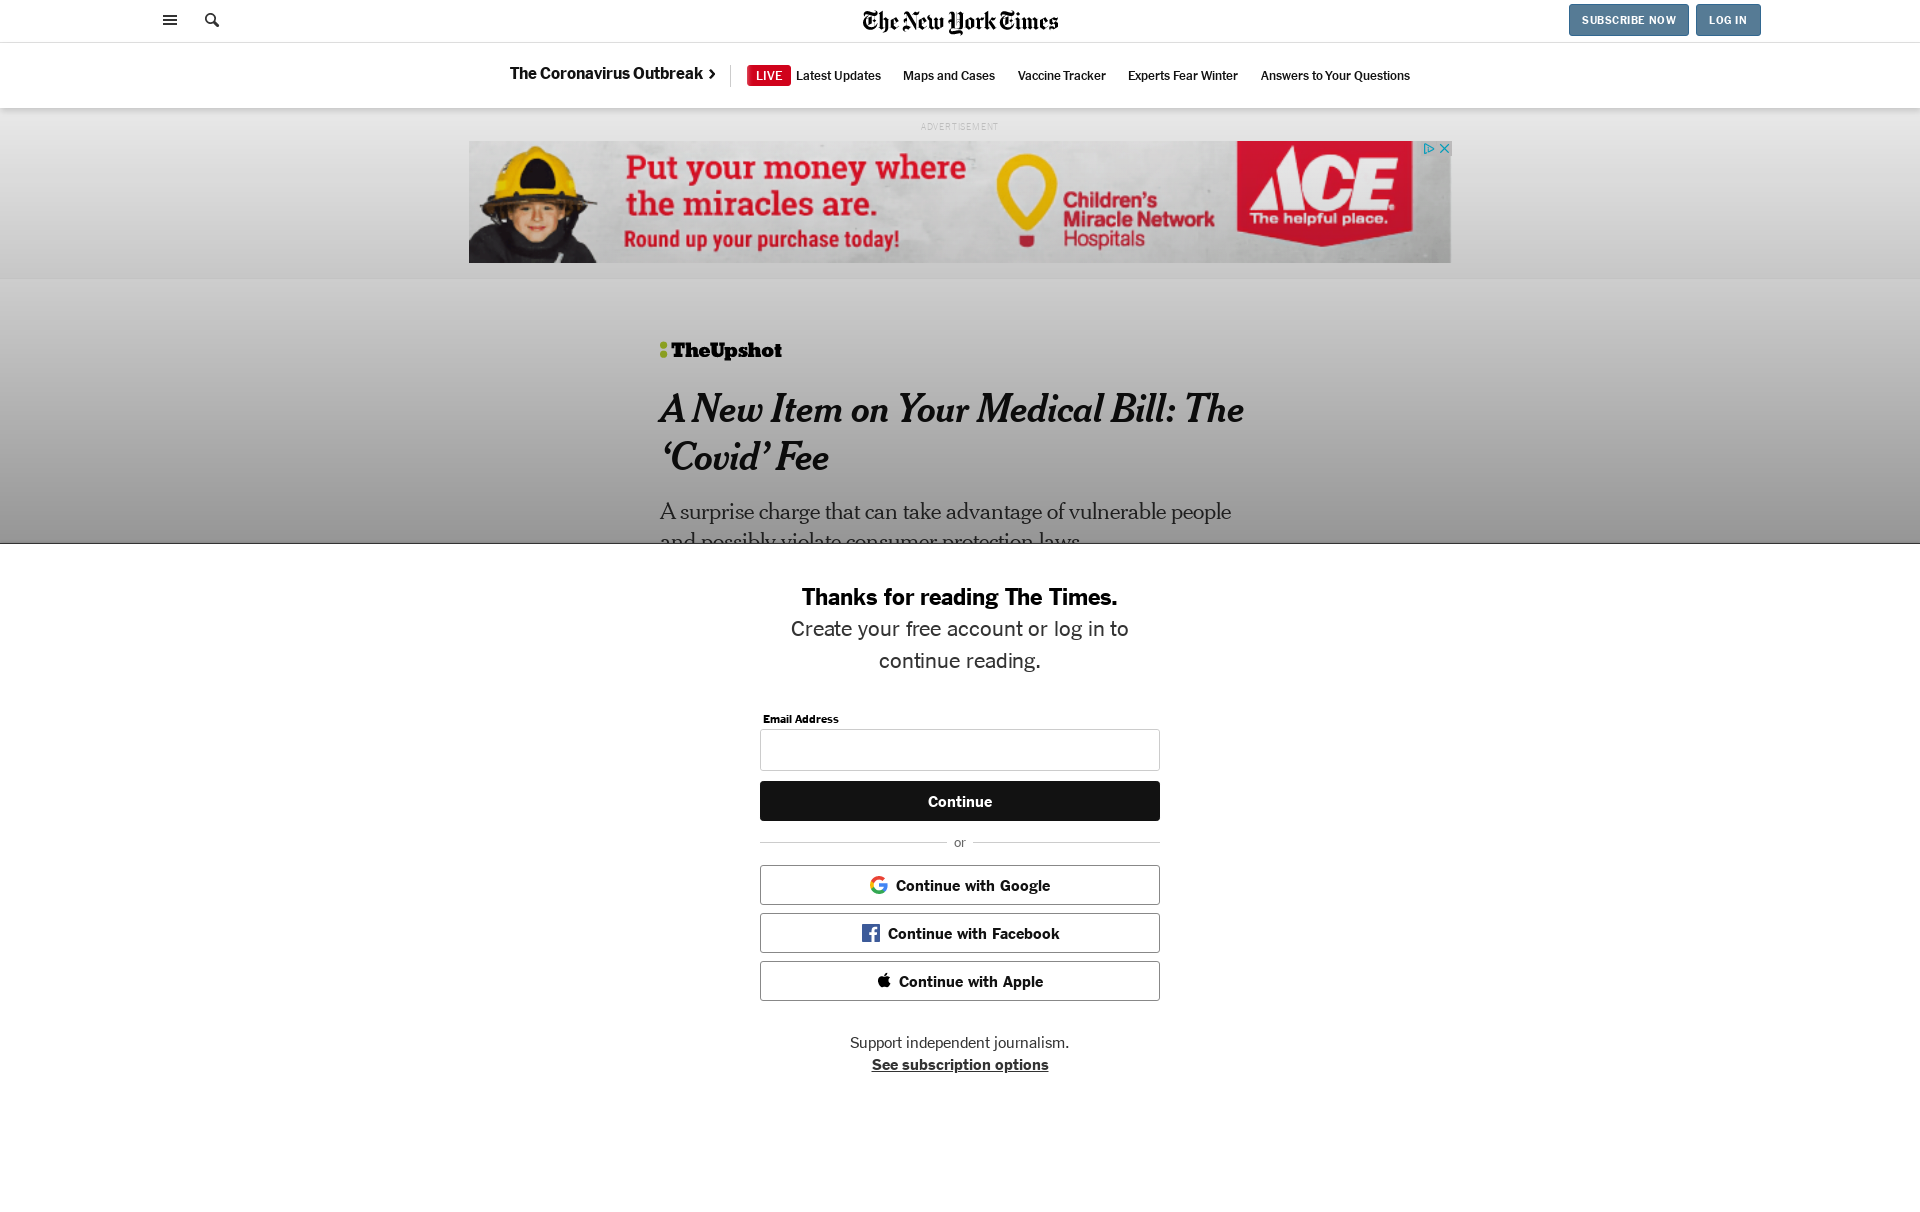 The New York Times
SUBSCRIBE NOW
LOG IN
The Coronavirus Outbreak
LIVE Latest Updates
Maps and Cases
Vaccine Tracker
Experts Fear Winter
Answers to Your Questions
ADVERTISEMENT
Put your money where
the miracles are.
Round up your purchase today!
Children's
Miracle Network
Hospitals
ACE
The helpful place.
TheUpshot
A New Item on Your Medical Bill: The
‘Covid’ Fee
A surprise charge that can take advantage of vulnerable people
and possibly violate consumer protection laws.
Thanks for reading The Times.
Create your free account or log in to
continue reading.
Email Address
Continue
or
Continue with Google
Continue with Facebook
Continue with Apple
Support independent journalism.
See subscription options